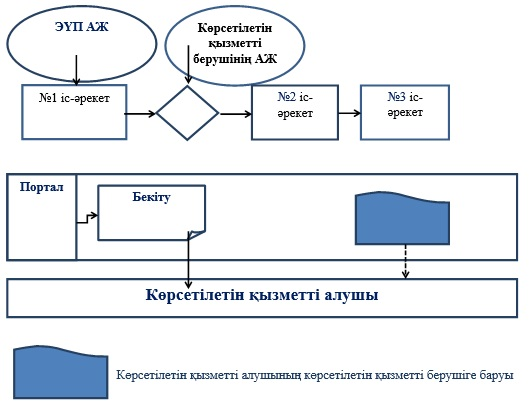 ЭҮП АЖ
Көрсетілетін
қызметті
берушінің АЖ
№1 іс-әрекет
№2 іс-
әрекет
№3 іс-
әрекет
Портал
Бекіту
Көрсетілетін қызметті алушы
Көрсетілетін қызметті алушының көрсетілетін қызметті берушіге баруы